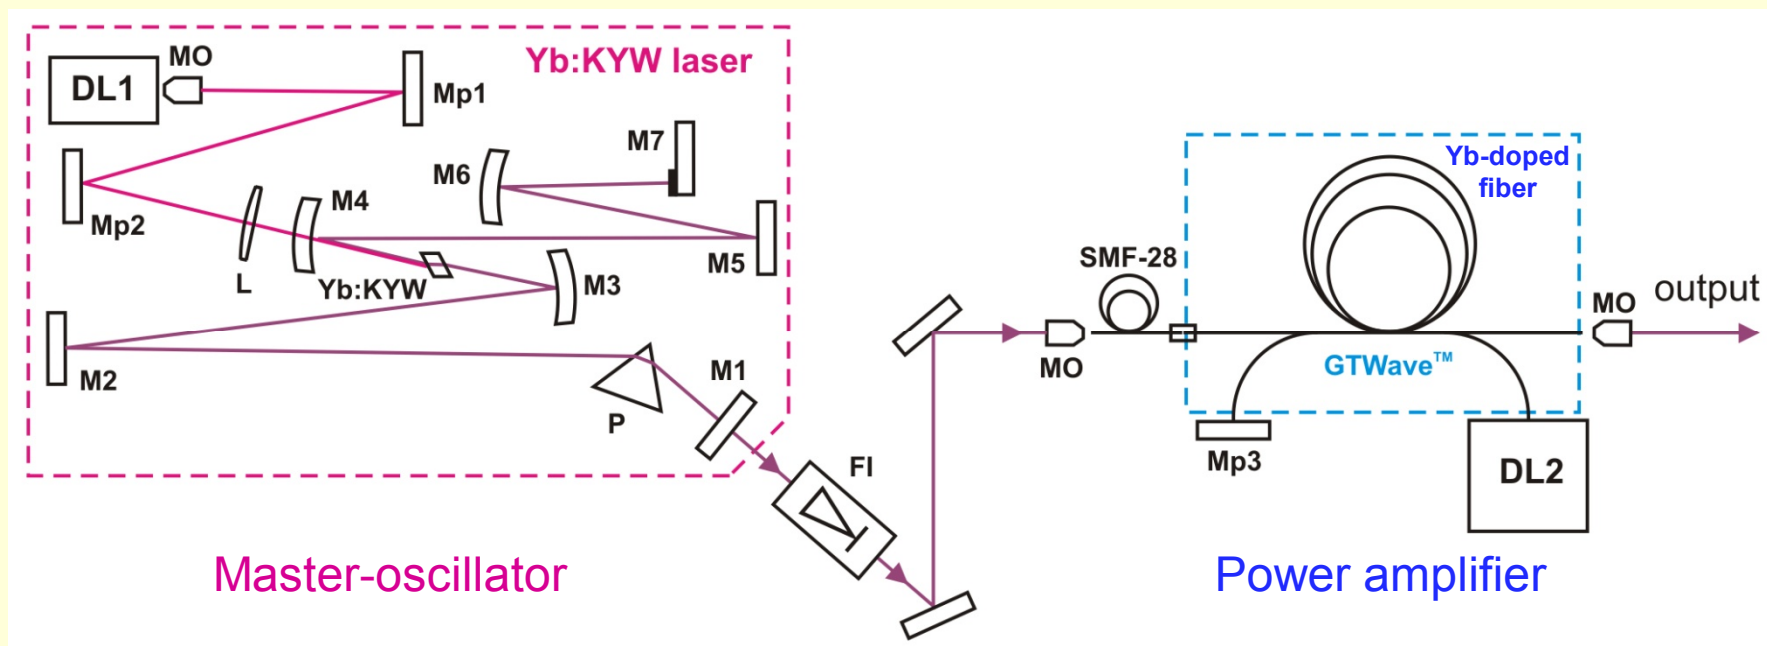 Yb:KYW laser
DL1
MO
Mp1
Mp2
L
M4
Yb:KYW
M6
M7
M5
M3
M2
P
M1
FI
Master-oscillator
MO
SMF-28
Yb-doped
fiber
GTWave™
Mp3
DL2
MO
output
Power amplifier